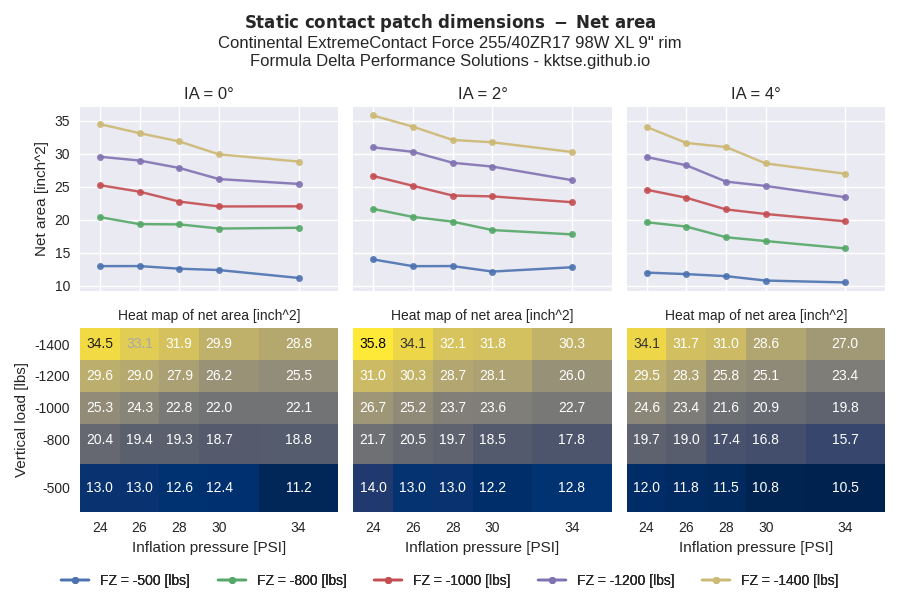 Static contact patch dimensions – Net area
Continental ExtremeContact Force 255/40ZR17 98W XL 9" rim
Formula Delta Performance Solutions - kktse.github.io
IA = 0° IA = 2° IA = 4°
Net area [inch^2]
35
30
25
20
15
10
Heat map of net area [inch^2] Heat map of net area [inch^2] Heat map of net area [inch^2]
Vertical load [lbs]
-1400 34.5 33.1 31.9 29.9 28.8 35.8 34.1 32.1 31.8 30.3 34.1 31.7 31.0 28.6 27.0
-1200 29.6 29.0 27.9 26.2 25.5 31.0 30.3 28.7 28.1 26.0 29.5 28.3 25.8 25.1 23.4
-1000 25.3 24.3 22.8 22.0 22.1 26.7 25.2 23.7 23.6 22.7 24.6 23.4 21.6 20.9 19.8
-800 20.4 19.4 19.3 18.7 18.8 21.7 20.5 19.7 18.5 17.8 19.7 19.0 17.4 16.8 15.7
-500 13.0 13.0 12.6 12.4 11.2 14.0 13.0 13.0 12.2 12.8 12.0 11.8 11.5 10.8 10.5
24 26 28 30 34 24 26 28 30 34 24 26 28 30 34
Inflation pressure [PSI] Inflation pressure [PSI] Inflation pressure [PSI]
FZ = -500 [lbs] FZ = -800 [lbs] FZ = -1000 [lbs] FZ = -1200 [lbs] FZ = -1400 [lbs]